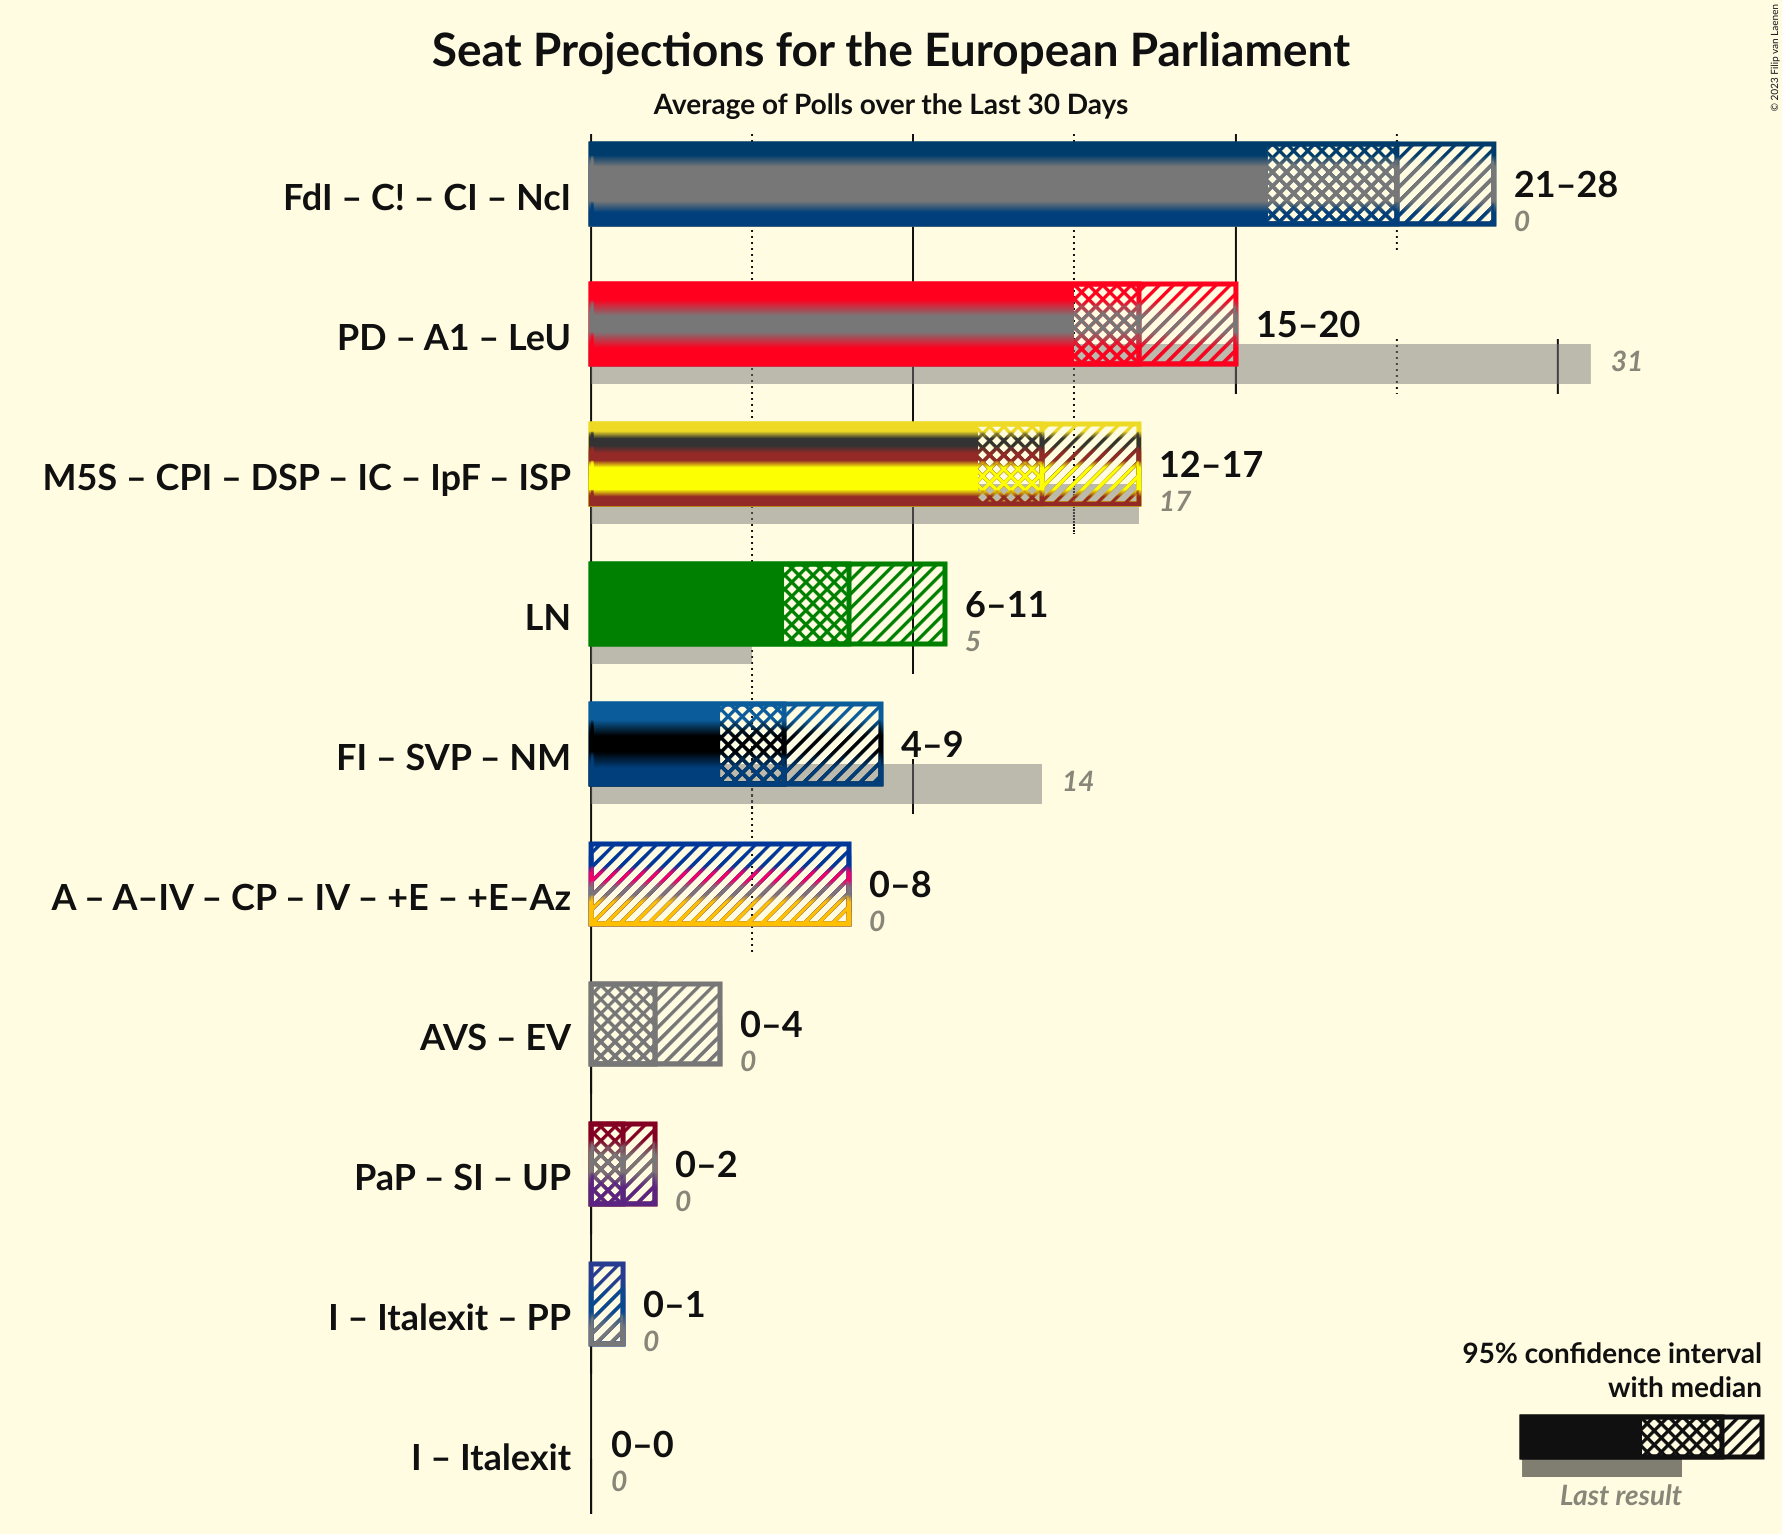 Seat Projections for the European Parliament
Average of Polls over the Last 30 Days
© 2023 Filip van Laenen
FdI – C! – CI – NcI
21–28
0
PD – A1 – LeU
15–20
31
M5S – CPI – DSP – IC – IpF – ISP
12–17
17
LN
6–11
5
FI – SVP – NM
4–9
14
A – A–IV – CP – IV – +E – +E–Az
0–8
0
AVS – EV
0–4
0
PaP – SI – UP
0–2
0
I – Italexit – PP
0–1
0
I – Italexit
0–0
0
95% confidence interval
with median
Last result